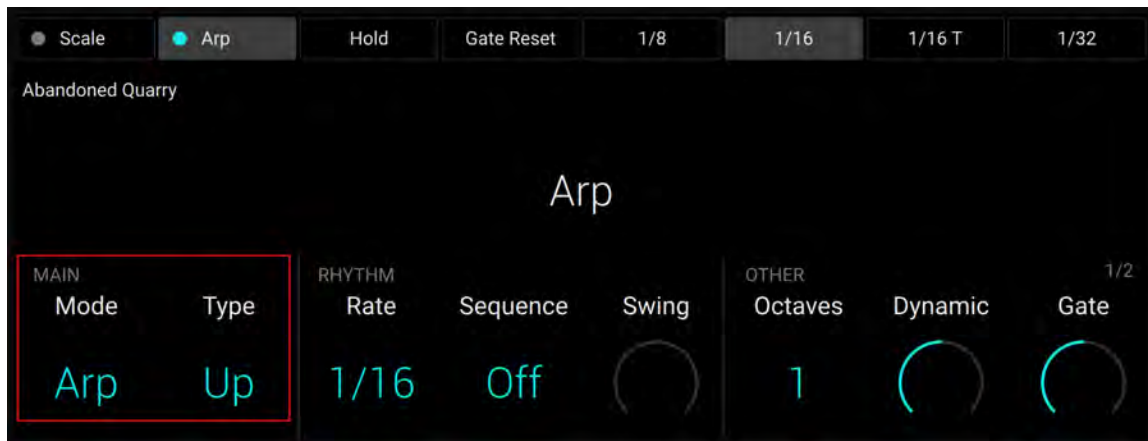 Scale Arp Hold Gate Reset 1/8 1/16 1/16 T 1/32
Abandoned Quarry
Arp
MAIN RHYTHM OTHER 1/2
Mode Type Rate Sequence Swing Octaves Dynamic Gate
Arp Up 1/16 Off 1